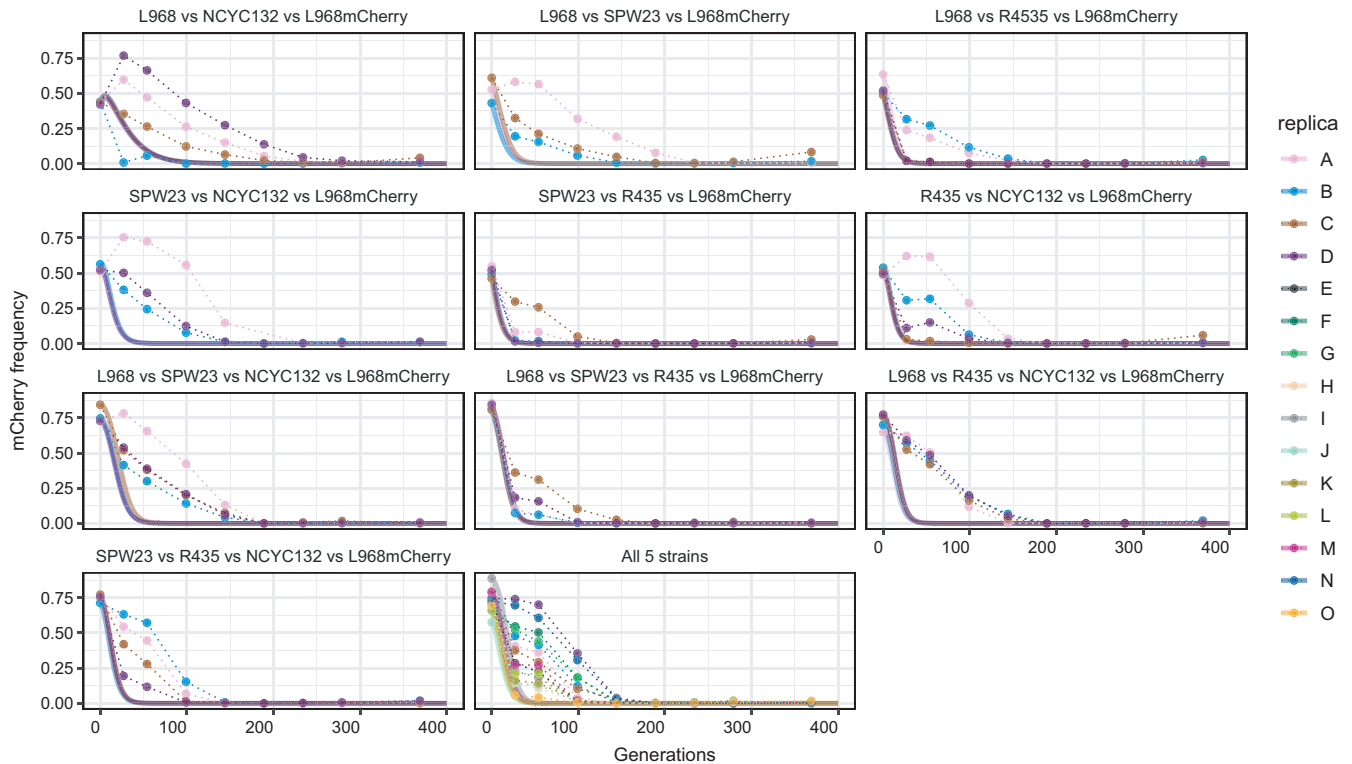 L968 vs NCYC132 vs L968mCherry
L968 vs SPW23 vs L968mCherry
L968 vs R4535 vs L968mCherry
0.75
0.50
0.25
0.00
SPW23 vs NCYC132 vs L968mCherry
SPW23 vs R435 vs L968mCherry
R435 vs NCYC132 vs L968mCherry
0.75
0.50
0.25
0.00
L968 vs SPW23 vs NCYC132 vs L968mCherry
L968 vs SPW23 vs R435 vs L968mCherry
L968 vs R435 vs NCYC132 vs L968mCherry
0.75
0.50
0.25
0.00
0 100 200 300 400
SPW23 vs R435 vs NCYC132 vs L968mCherry
All 5 strains
0.75
0.50
0.25
0.00
0 100 200 300 400
0 100 200 300 400
mCherry frequency
Generations
replica
A
B
C
D
E
F
G
H
I
J
K
L
M
N
O